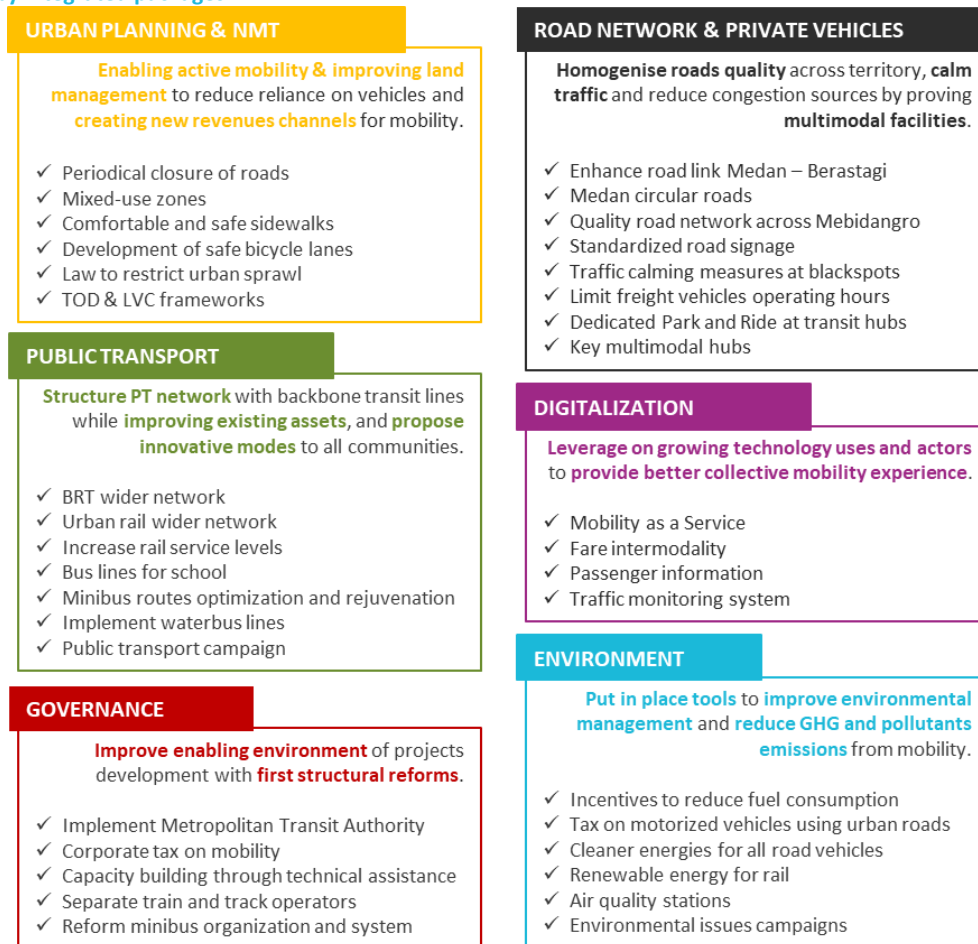 URBAN PLANNING & NMT
Enabling active mobility & improving land
management to reduce reliance on vehicles and
creating new revenues channels for mobility.
✓ Periodical closure of roads
✓ Mixed-use zones
✓ Comfortable and safe sidewalks
✓ Development of safe bicycle lanes
✓ Law to restrict urban sprawl
✓ TOD & LVC frameworks
PUBLIC TRANSPORT
Structure PT network with backbone transit lines
while improving existing assets, and propose
innovative modes to all communities.
✓ BRT wider network
✓ Urban rail wider network
✓ Increase rail service levels
✓ Bus lines for school
✓ Minibus routes optimization and rejuvenation
✓ Implement waterbus lines
✓ Public transport campaign
GOVERNANCE
Improve enabling environment of projects
development with first structural reforms.
✓ Implement Metropolitan Transit Authority
✓ Corporate tax on mobility
✓ Capacity building through technical assistance
✓ Separate train and track operators
✓ Reform minibus organization and system
ROAD NETWORK & PRIVATE VEHICLES
Homogenise roads quality across territory, calm
traffic and reduce congestion sources by proving
multimodal facilities.
✓ Enhance road link Medan – Berastagi
✓ Medan circular roads
✓ Quality road network across Mebidangro
✓ Standardized road signage
✓ Traffic calming measures at blackspots
✓ Limit freight vehicles operating hours
✓ Dedicated Park and Ride at transit hubs
✓ Key multimodal hubs
DIGITALIZATION
Leverage on growing technology uses and actors
to provide better collective mobility experience.
✓ Mobility as a Service
✓ Fare intermodality
✓ Passenger information
✓ Traffic monitoring system
ENVIRONMENT
Put in place tools to improve environmental
management and reduce GHG and pollutants
emissions from mobility.
✓ Incentives to reduce fuel consumption
✓ Tax on motorized vehicles using urban roads
✓ Cleaner energies for all road vehicles
✓ Renewable energy for rail
✓ Air quality stations
✓ Environmental issues campaigns